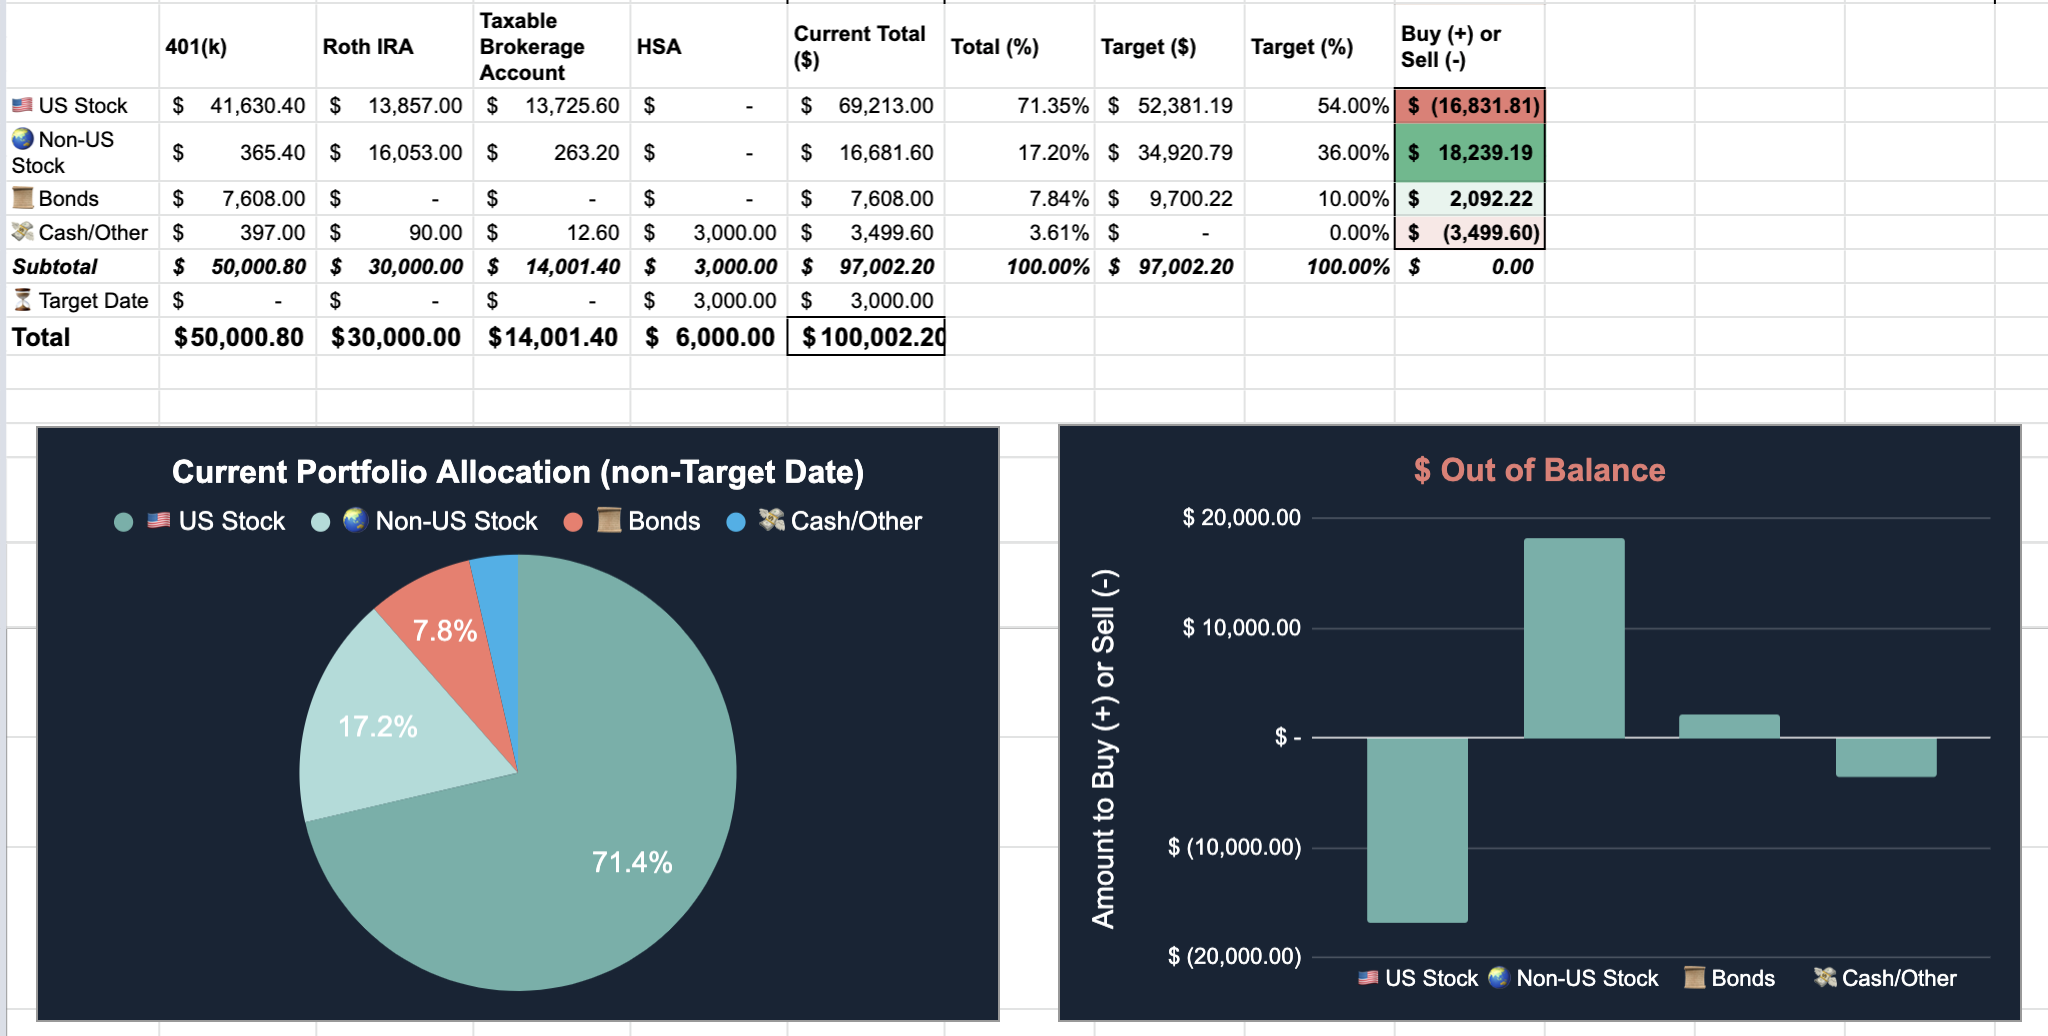 401(k) Roth IRA Taxable Brokerage Account HSA Current Total ($) Total (%) Target ($) Target (%) Buy (+) or Sell (-)
🇺🇸 US Stock $ 41,630.40 $ 13,857.00 $ 13,725.60 $ - $ 69,213.00 71.35% $ 52,381.19 54.00% $ (16,831.81)
🌏 Non-US Stock $ 365.40 $ 16,053.00 $ 263.20 $ - $ 16,681.60 17.20% $ 34,920.79 36.00% $ 18,239.19
📜 Bonds $ 7,608.00 $ - $ - $ - $ 7,608.00 7.84% $ 9,700.22 10.00% $ 2,092.22
💸 Cash/Other $ 397.00 $ 90.00 $ 12.60 $ 3,000.00 $ 3,499.60 3.61% $ - 0.00% $ (3,499.60)
Subtotal $ 50,000.80 $ 30,000.00 $ 14,001.40 $ 3,000.00 $ 97,002.20 100.00% $ 97,002.20 100.00% $ 0.00
⏳ Target Date $ - $ - $ - $ 3,000.00 $ 3,000.00
Total $50,000.80 $30,000.00 $14,001.40 $ 6,000.00 $100,002.20
Current Portfolio Allocation (non-Target Date)
🇺🇸 US Stock 🌏 Non-US Stock 📜 Bonds 💸 Cash/Other
7.8%
17.2%
71.4%
$ Out of Balance
Amount to Buy (+) or Sell (-)
$ 20,000.00
$ 10,000.00
$ -
$ (10,000.00)
$ (20,000.00)
🇺🇸 US Stock 🌏 Non-US Stock 📜 Bonds 💸 Cash/Other